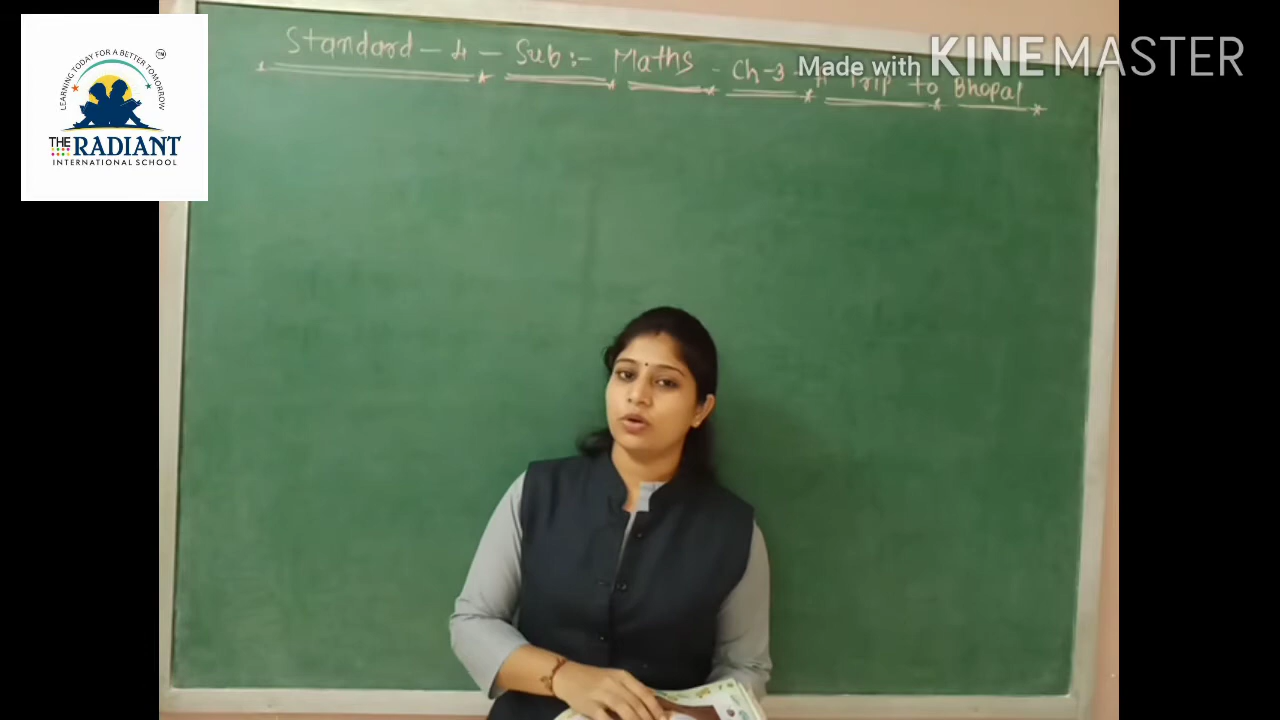 Standard - 4 - Sub:- Maths - Ch-3 - A Trip to Bhopal
Made with KINEMASTER
LEARNING TODAY FOR A BETTER TOMORROW
TM
THE RADIANT
INTERNATIONAL SCHOOL